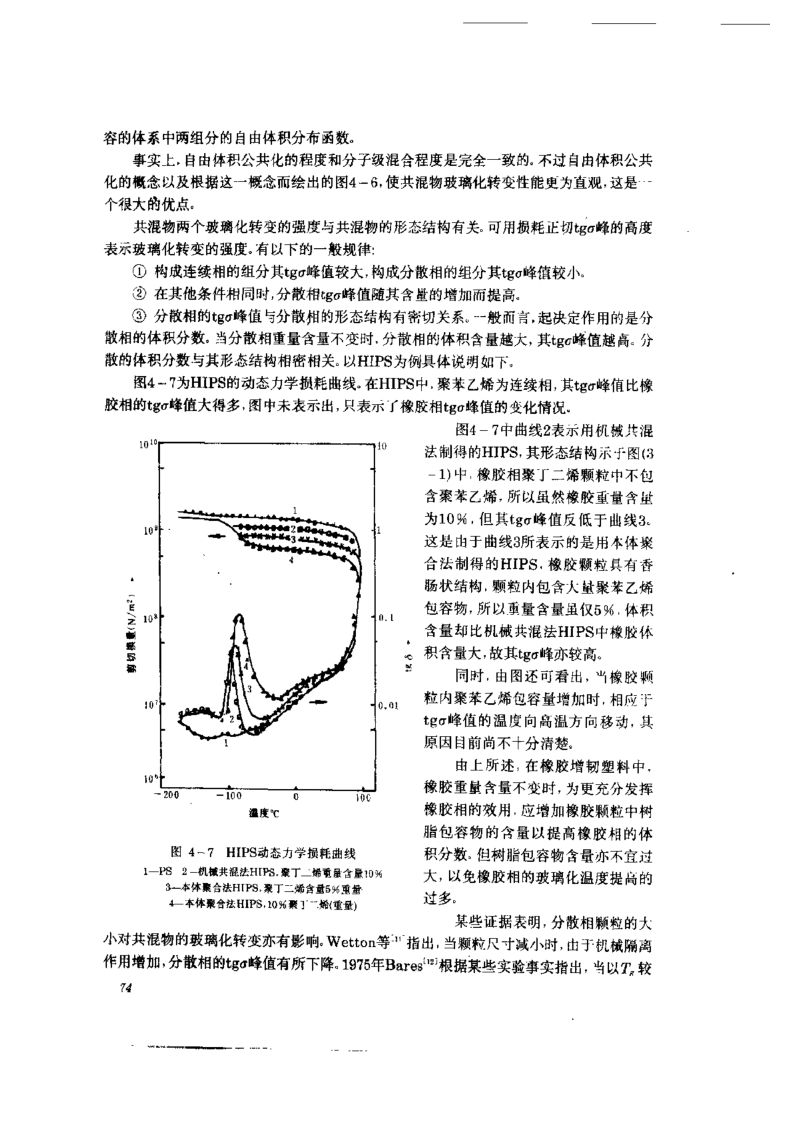 容的体系中两组分的自由体积分布函数。
事实上,自由体积公共化的程度和分子级混合程度是完全一致的。不过自由体积公共
化的概念以及根据这一概念而绘出的图4-6,使共混物玻璃化转变性能更为直观,这是一
个很大的优点。
共混物两个玻璃化转变的强度与共混物的形态结构有关。可用损耗正切tgσ峰的高度
表示玻璃化转变的强度。有以下的一般规律:
① 构成连续相的组分其tgσ峰值较大,构成分散相的组分其tgσ峰值较小。
② 在其他条件相同时,分散相tgσ峰值随其含量的增加而提高。
③ 分散相的tgσ峰值与分散相的形态结构有密切关系。一般而言,起决定作用的是分
散相的体积分数。当分散相重量含量不变时,分散相的体积含量越大,其tgσ峰值越高。分
散的体积分数与其形态结构相密相关。以HIPS为例具体说明如下。
图4-7为HIPS的动态力学损耗曲线。在HIPS中,聚苯乙烯为连续相,其tgσ峰值比橡
胶相的tgσ峰值大得多,图中未表示出,只表示了橡胶相tgσ峰值的变化情况。
图4-7中曲线2表示用机械共混
法制得的HIPS,其形态结构示于图(3
-1)中,橡胶相聚丁二烯颗粒中不包
含聚苯乙烯,所以虽然橡胶重量含量
为10%,但其tgσ峰值反低于曲线3。
这是由于曲线3所表示的是用本体聚
合法制得的HIPS,橡胶颗粒具有香
肠状结构,颗粒内包含大量聚苯乙烯
包容物,所以重量含量虽仅5%,体积
含量却比机械共混法HIPS中橡胶体
积含量大,故其tgσ峰亦较高。
同时,由图还可看出,当橡胶颗
粒内聚苯乙烯包容量增加时,相应于
tgσ峰值的温度向高温方向移动,其
原因目前尚不十分清楚。
由上所述,在橡胶增韧塑料中,
橡胶重量含量不变时,为更充分发挥
橡胶相的效用,应增加橡胶颗粒中树
脂包容物的含量以提高橡胶相的体
积分数。但树脂包容物含量亦不宜过
大,以免橡胶相的玻璃化温度提高的
过多。
10¹⁰
10⁹
10⁸
10⁷
10⁶
剪切模量(N/m²)
10
1
0.1
0.01
tg δ
1
2
3
4
4
3
2
1
-200
-100
0
100
温度℃
图 4-7 HIPS动态力学损耗曲线
1—PS 2—机械共混法HIPS,聚丁二烯重量含量10%
3—本体聚合法HIPS,聚丁二烯含量5%重量
4—本体聚合法HIPS,10%聚丁二烯(重量)
某些证据表明,分散相颗粒的大
小对共混物的玻璃化转变亦有影响。Wetton等[11]指出,当颗粒尺寸减小时,由于机械隔离
作用增加,分散相的tgσ峰值有所下降。1975年Bares[12]根据某些实验事实指出,当以Tg较
74